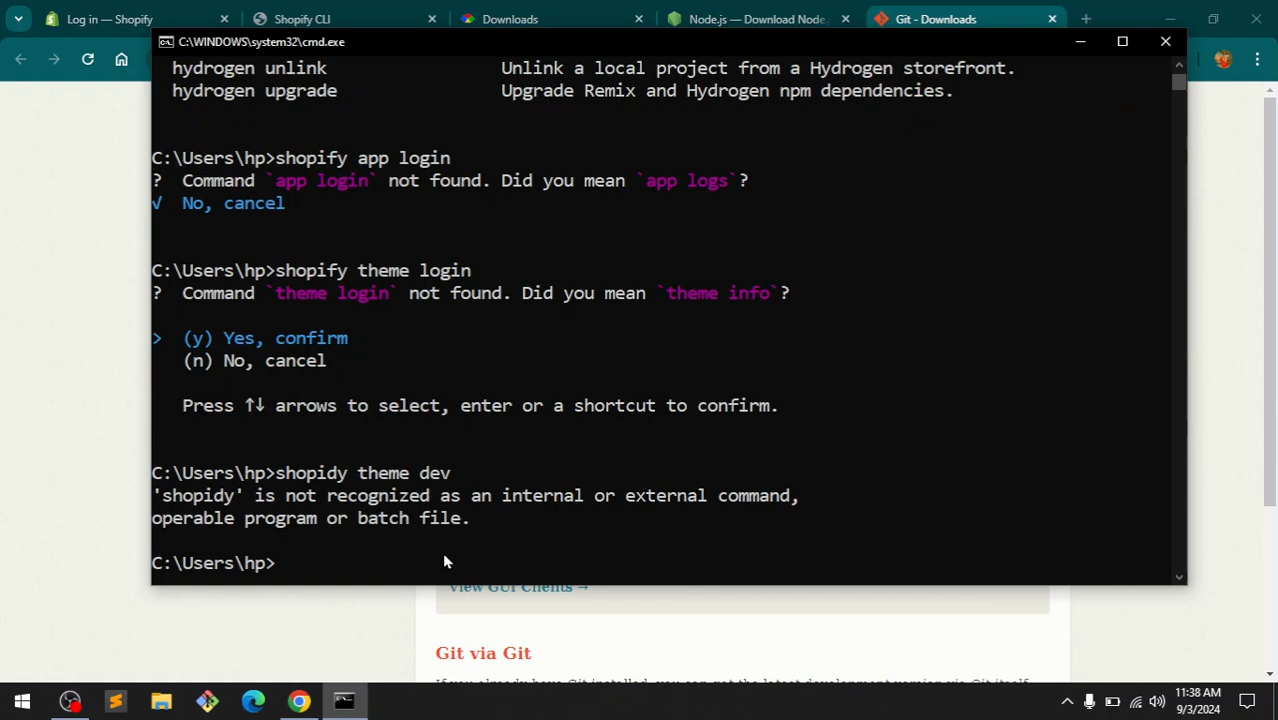 Log in — Shopify
Shopify CLI
Downloads
Node.js — Download Node.
Git - Downloads
C:\WINDOWS\system32\cmd.exe
hydrogen unlink Unlink a local project from a Hydrogen storefront.
hydrogen upgrade Upgrade Remix and Hydrogen npm dependencies.
C:\Users\hp>shopify app login
? Command `app login` not found. Did you mean `app logs`?
√ No, cancel
C:\Users\hp>shopify theme login
? Command `theme login` not found. Did you mean `theme info`?
> (y) Yes, confirm
(n) No, cancel
Press ↑↓ arrows to select, enter or a shortcut to confirm.
C:\Users\hp>shopidy theme dev
'shopidy' is not recognized as an internal or external command,
operable program or batch file.
C:\Users\hp>
View GUI Clients →
Git via Git
11:38 AM
9/3/2024